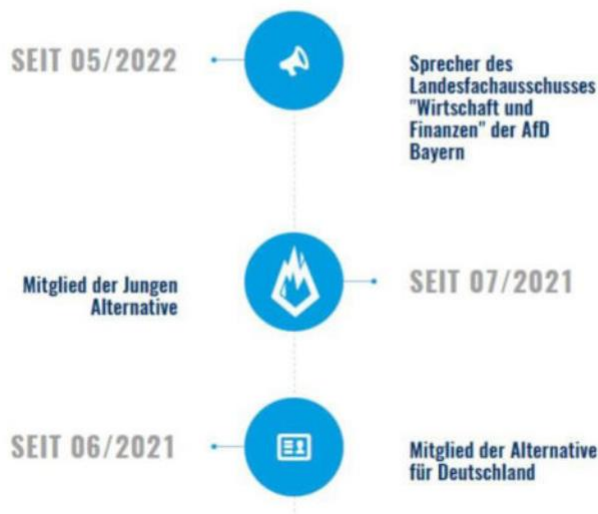 SEIT 05/2022
Sprecher des
Landesfachausschusses
"Wirtschaft und
Finanzen" der AfD
Bayern
Mitglied der Jungen
Alternative
SEIT 07/2021
SEIT 06/2021
Mitglied der Alternative
für Deutschland